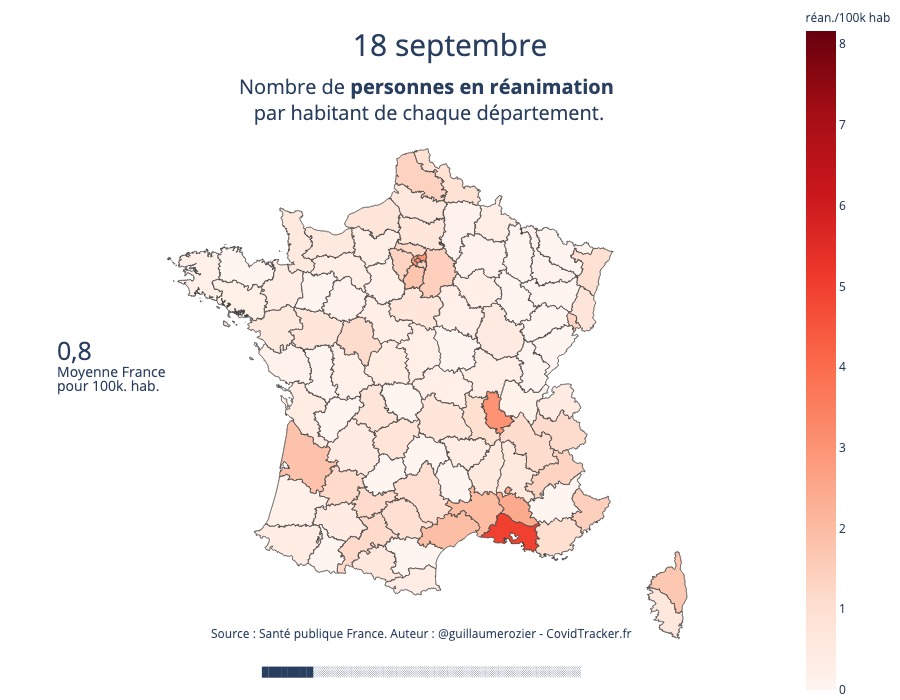 réan./100k hab
18 septembre
Nombre de personnes en réanimation
par habitant de chaque département.
8
7
6
5
4
3
2
1
0
0,8
Moyenne France
pour 100k. hab.
Source : Santé publique France. Auteur : @guillaumerozier - CovidTracker.fr